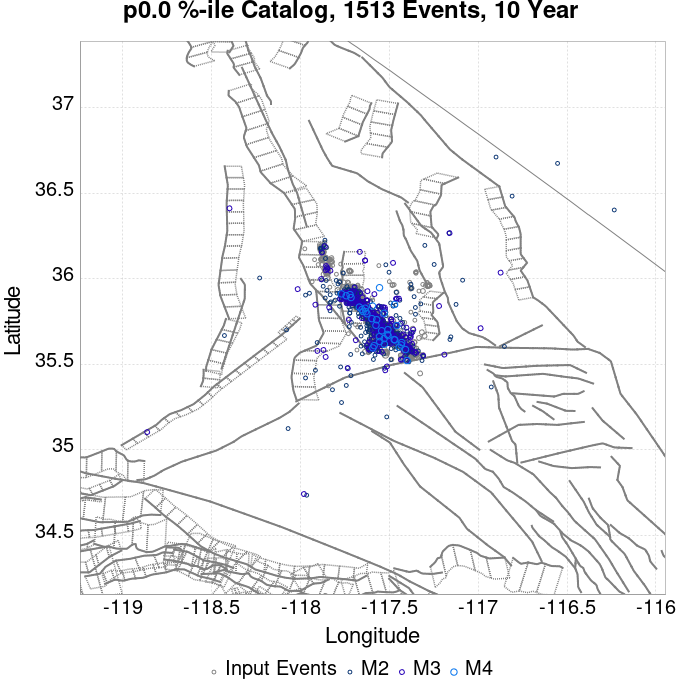 p0.0 %-ile Catalog, 1513 Events, 10 Year
37
36.5
36
35.5
35
34.5
Latitude
-119 -118.5 -118 -117.5 -117 -116.5 -116
Longitude
Input Events M2 M3 M4